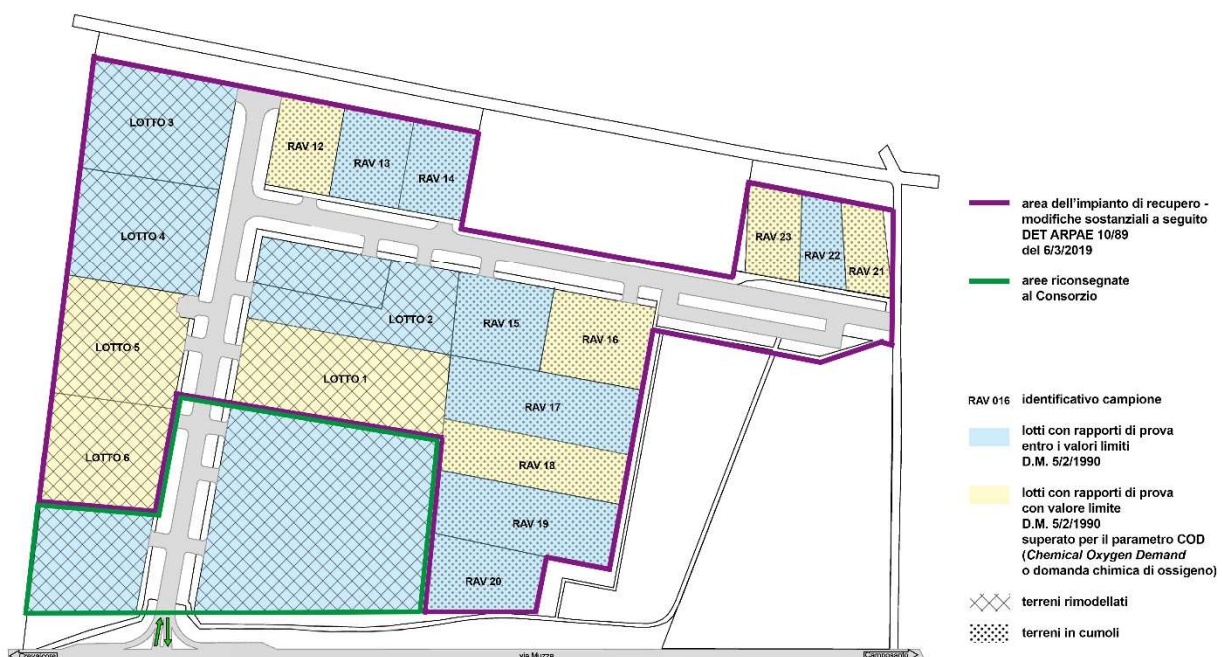 LOTTO 3
RAV 12
RAV 13
RAV 14
LOTTO 4
RAV 23
RAV 22
RAV 21
LOTTO 5
LOTTO 2
RAV 15
RAV 16
LOTTO 1
RAV 17
LOTTO 6
RAV 18
RAV 19
RAV 20
Crevalcore
via Muzza
Camposanto
area dell'impianto di recupero -
modifiche sostanziali a seguito
DET ARPAE 10/89
del 6/3/2019
aree riconsegnate
al Consorzio
RAV 016 identificativo campione
lotti con rapporti di prova
entro i valori limiti
D.M. 5/2/1990
lotti con rapporti di prova
con valore limite
D.M. 5/2/1990
superato per il parametro COD
(Chemical Oxygen Demand
o domanda chimica di ossigeno)
terreni rimodellati
terreni in cumoli